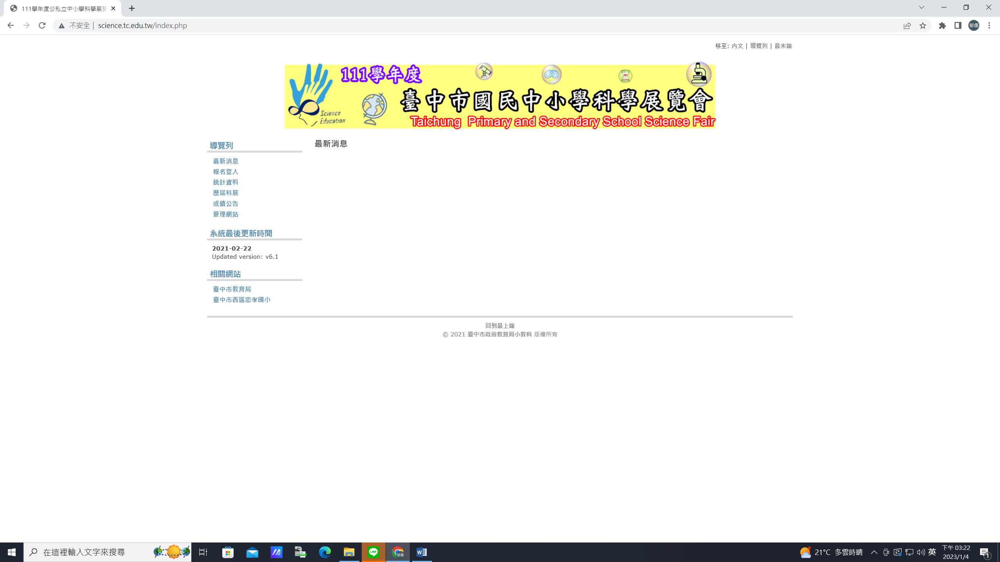 111學年度公私立中小學科學展覽
不安全 | science.tc.edu.tw/index.php
郁儒
移至: 內文 | 導覽列 | 最末端
111學年度
臺中市國民中小學科學展覽會
Science
Education
Taichung Primary and Secondary School Science Fair
導覽列
最新消息
報名登入
統計資料
歷屆科展
成績公告
管理網站
系統最後更新時間
2021-02-22
Updated version: v6.1
相關網站
臺中市教育局
臺中市西區忠孝國小
最新消息
回到最上端
© 2021 臺中市政府教育局小教科 版權所有
在這裡輸入文字來搜尋
LINE
郁儒
21°C 多雲時晴
英
下午 03:22
2023/1/4
1